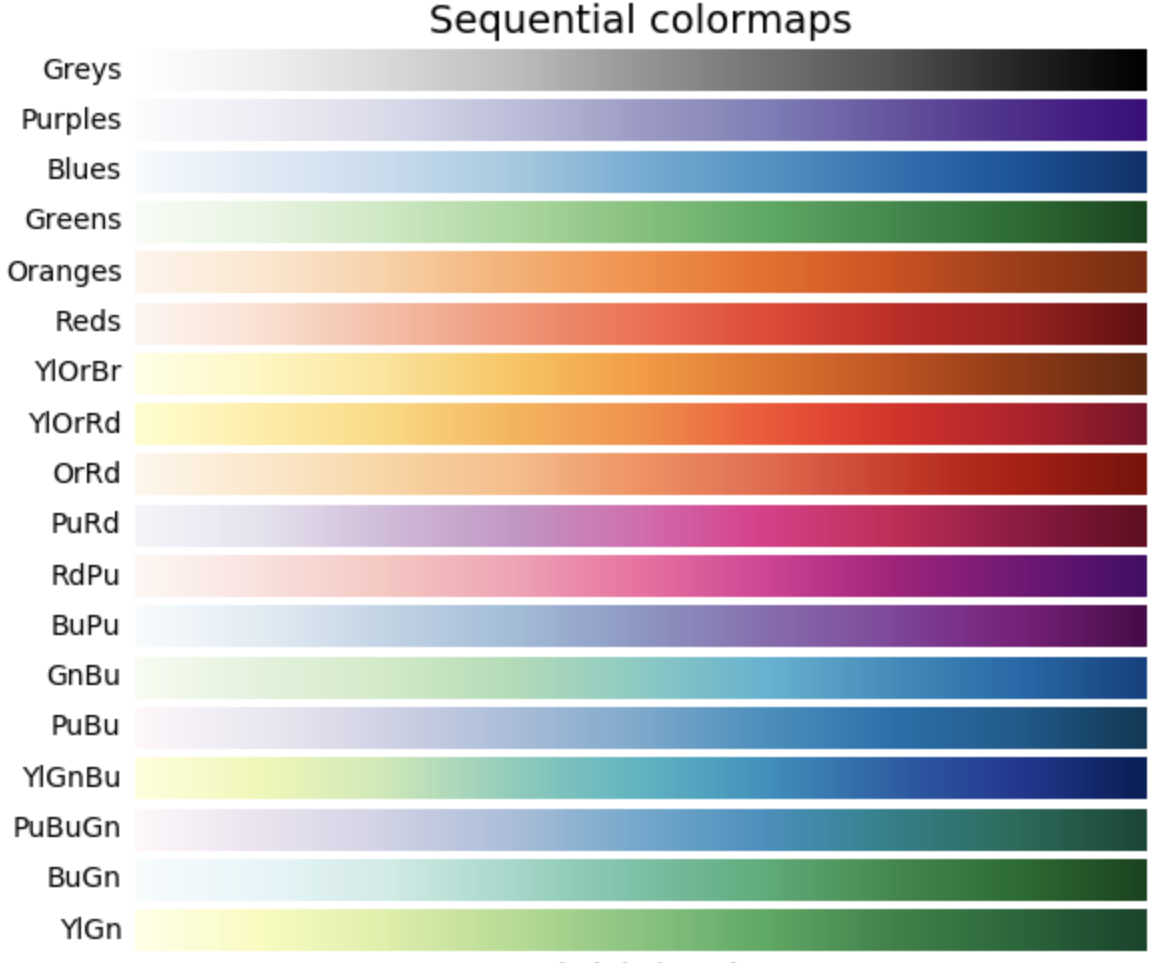 Sequential colormaps
Greys
Purples
Blues
Greens
Oranges
Reds
YlOrBr
YlOrRd
OrRd
PuRd
RdPu
BuPu
GnBu
PuBu
YlGnBu
PuBuGn
BuGn
YlGn